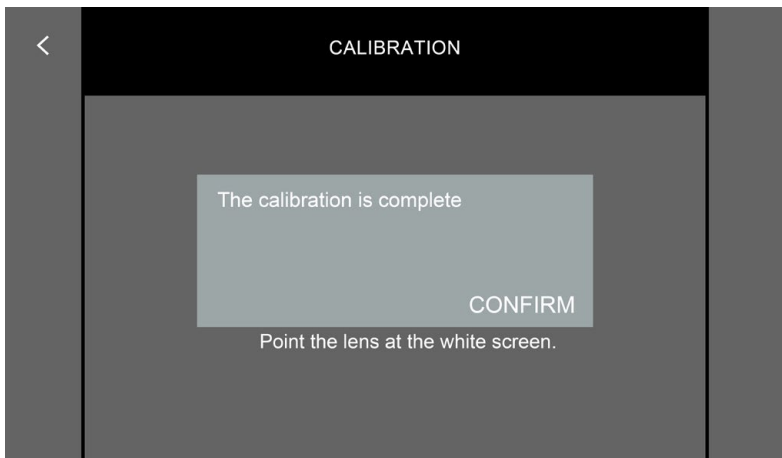 CALIBRATION
The calibration is complete
CONFIRM
Point the lens at the white screen.